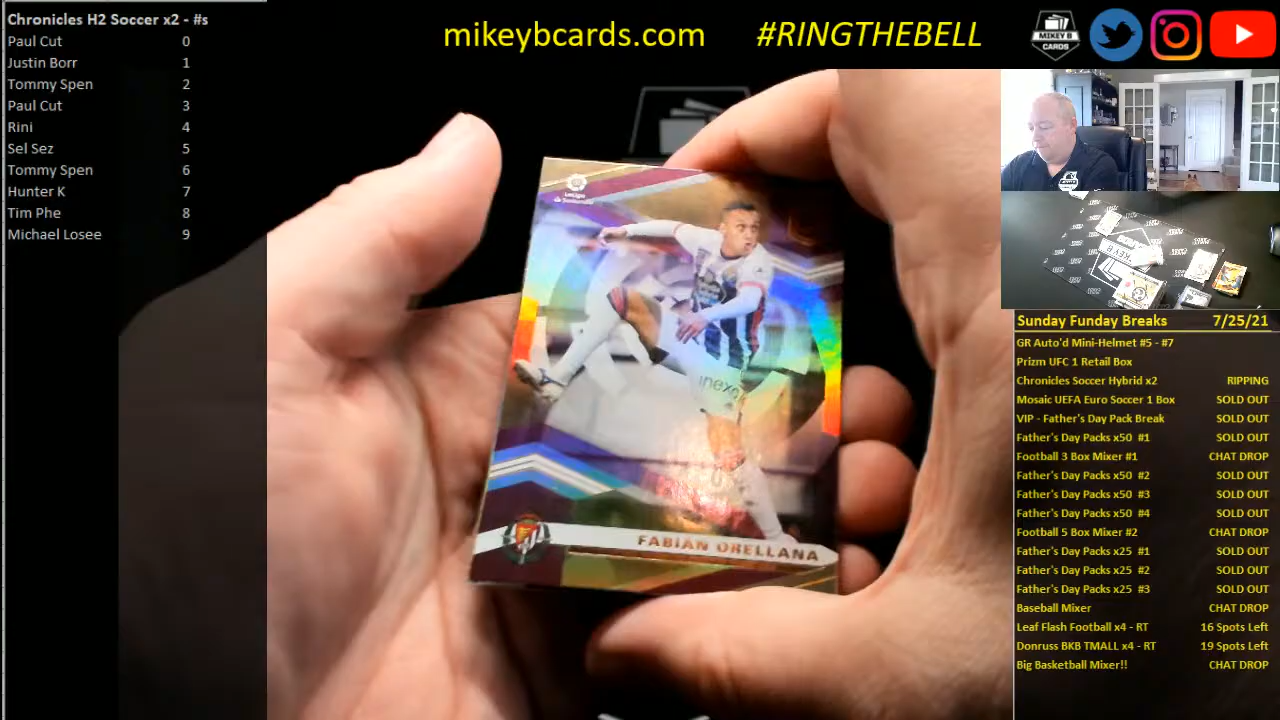 Chronicles H2 Soccer x2 - #s
Paul Cut 0
Justin Borr 1
Tommy Spen 2
Paul Cut 3
Rini 4
Sel Sez 5
Tommy Spen 6
Hunter K 7
Tim Phe 8
Michael Losee 9
mikeybcards.com #RINGTHEBELL
MIKEY B
CARDS
LaLiga
inexo
FABIÁN ORELLANA
Sunday Funday Breaks 7/25/21
GR Auto'd Mini-Helmet #5 - #7
Prizm UFC 1 Retail Box
Chronicles Soccer Hybrid x2 RIPPING
Mosaic UEFA Euro Soccer 1 Box SOLD OUT
VIP - Father's Day Pack Break SOLD OUT
Father's Day Packs x50 #1 SOLD OUT
Football 3 Box Mixer #1 CHAT DROP
Father's Day Packs x50 #2 SOLD OUT
Father's Day Packs x50 #3 SOLD OUT
Father's Day Packs x50 #4 SOLD OUT
Football 5 Box Mixer #2 CHAT DROP
Father's Day Packs x25 #1 SOLD OUT
Father's Day Packs x25 #2 SOLD OUT
Father's Day Packs x25 #3 SOLD OUT
Baseball Mixer CHAT DROP
Leaf Flash Football x4 - RT 16 Spots Left
Donruss BKB TMALL x4 - RT 19 Spots Left
Big Basketball Mixer!! CHAT DROP